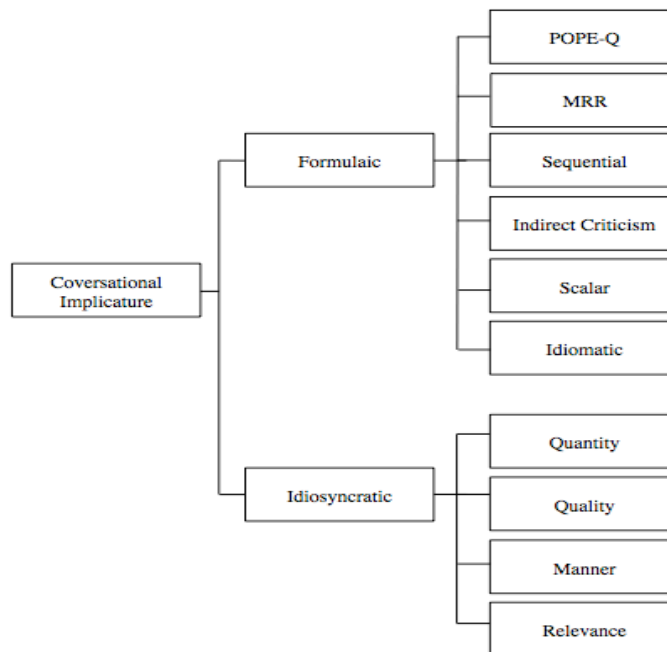 Coversational
Implicature
Formulaic
POPE-Q
MRR
Sequential
Indirect Criticism
Scalar
Idiomatic
Idiosyncratic
Quantity
Quality
Manner
Relevance